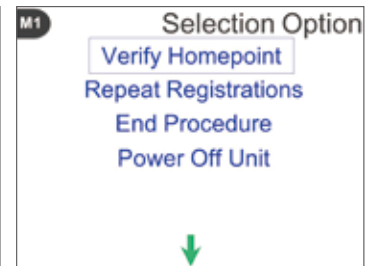 M1
Selection Option
Verify Homepoint
Repeat Registrations
End Procedure
Power Off Unit